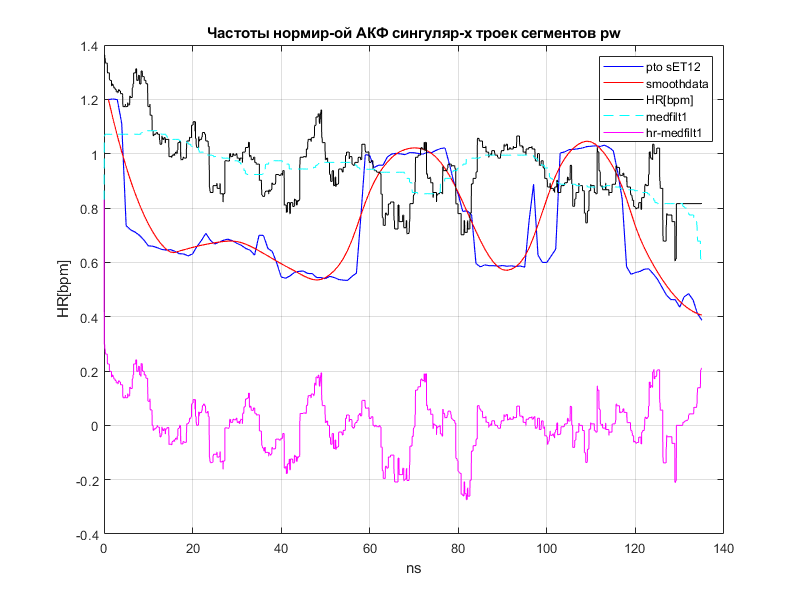 Частоты нормир-ой АКФ сингуляр-х троек сегментов pw
pto sET12
smoothdata
HR[bpm]
medfilt1
hr-medfilt1
1.4
1.2
1
0.8
0.6
0.4
0.2
0
-0.2
-0.4
HR[bpm]
0 20 40 60 80 100 120 140
ns